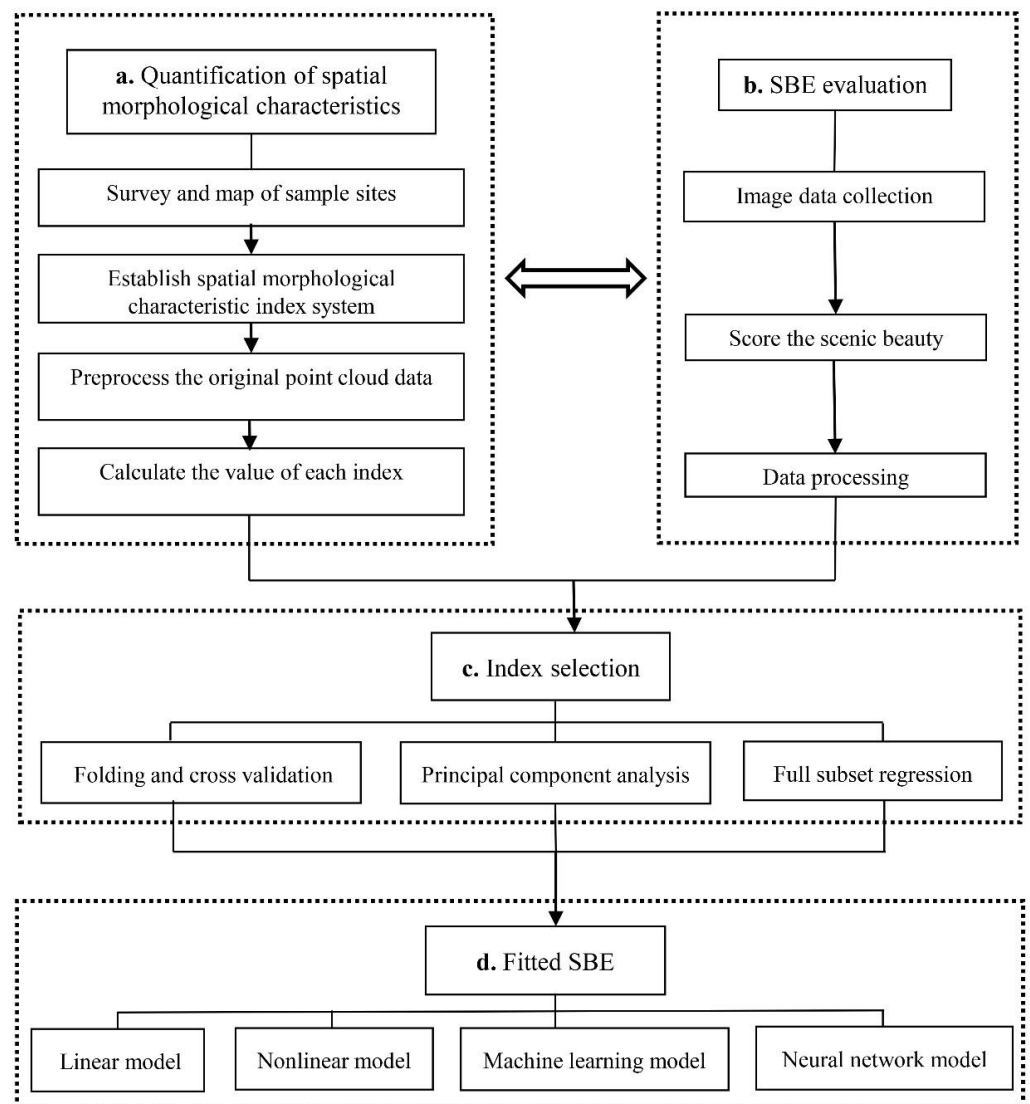 a. Quantification of spatial
morphological characteristics
Survey and map of sample sites
Establish spatial morphological
characteristic index system
Preprocess the original point cloud data
Calculate the value of each index
b. SBE evaluation
Image data collection
Score the scenic beauty
Data processing
c. Index selection
Folding and cross validation
Principal component analysis
Full subset regression
d. Fitted SBE
Linear model
Nonlinear model
Machine learning model
Neural network model